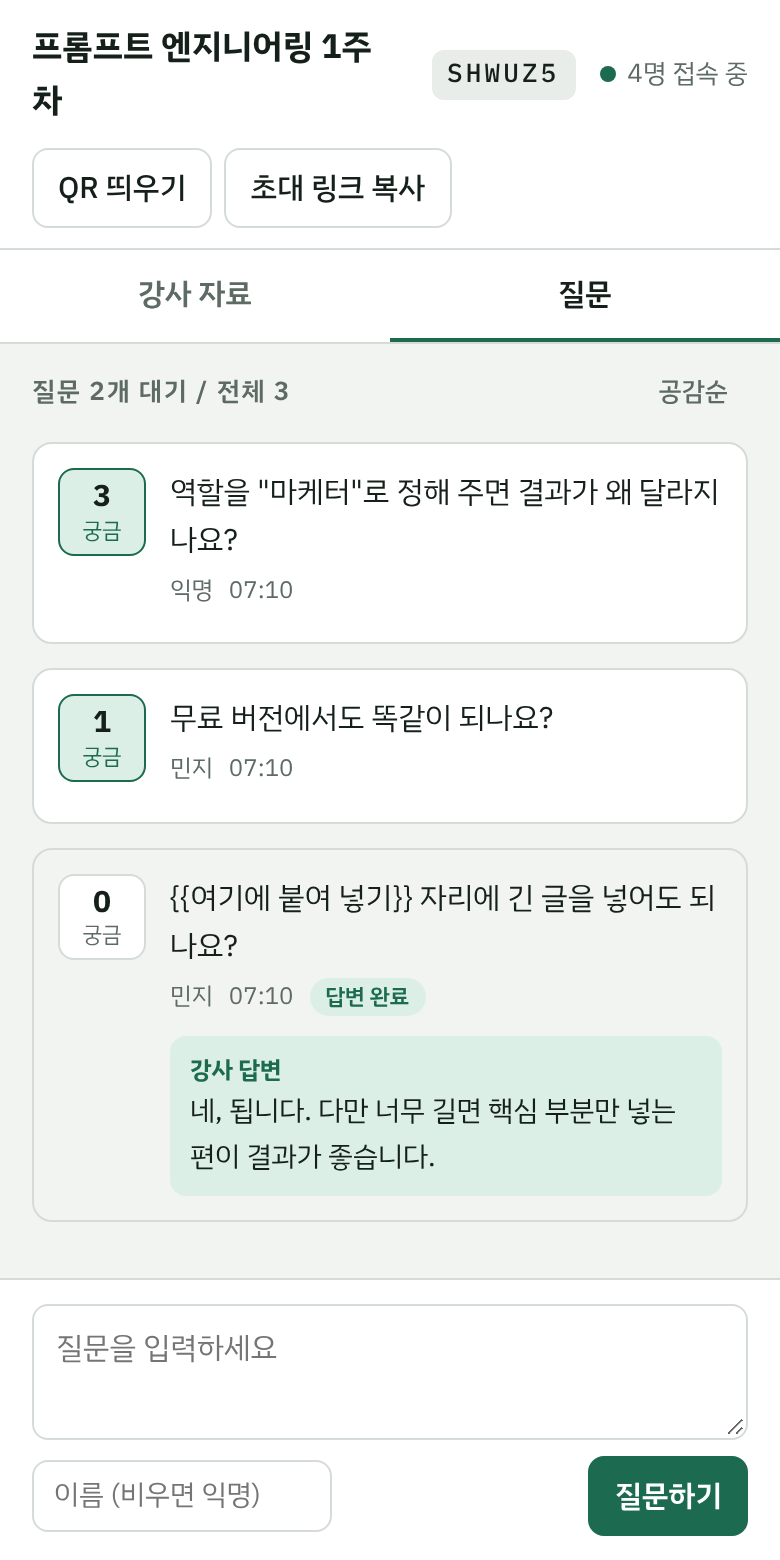 프롬프트 엔지니어링 1주
차
SHWUZ5
4명 접속 중
QR 띄우기
초대 링크 복사
강사 자료
질문
질문 2개 대기 / 전체 3
공감순
3
궁금
역할을 "마케터"로 정해 주면 결과가 왜 달라지
나요?
익명 07:10
1
궁금
무료 버전에서도 똑같이 되나요?
민지 07:10
0
궁금
{{여기에 붙여 넣기}} 자리에 긴 글을 넣어도 되
나요?
민지 07:10 답변 완료
강사 답변
네, 됩니다. 다만 너무 길면 핵심 부분만 넣는
편이 결과가 좋습니다.
질문을 입력하세요
이름 (비우면 익명)
질문하기